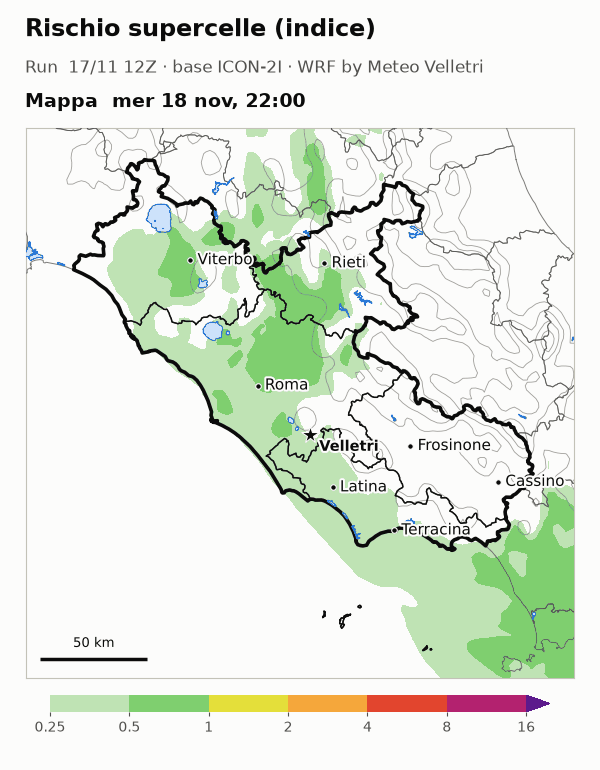 Rischio supercelle (indice)
Run  17/11 12Z · base ICON-2I · WRF by Meteo Velletri
Mappa  mer 18 nov, 22:00
Viterbo
Rieti
Roma
Velletri
Frosinone
Cassino
Latina
Terracina
50 km
0.25 0.5 1 2 4 8 16